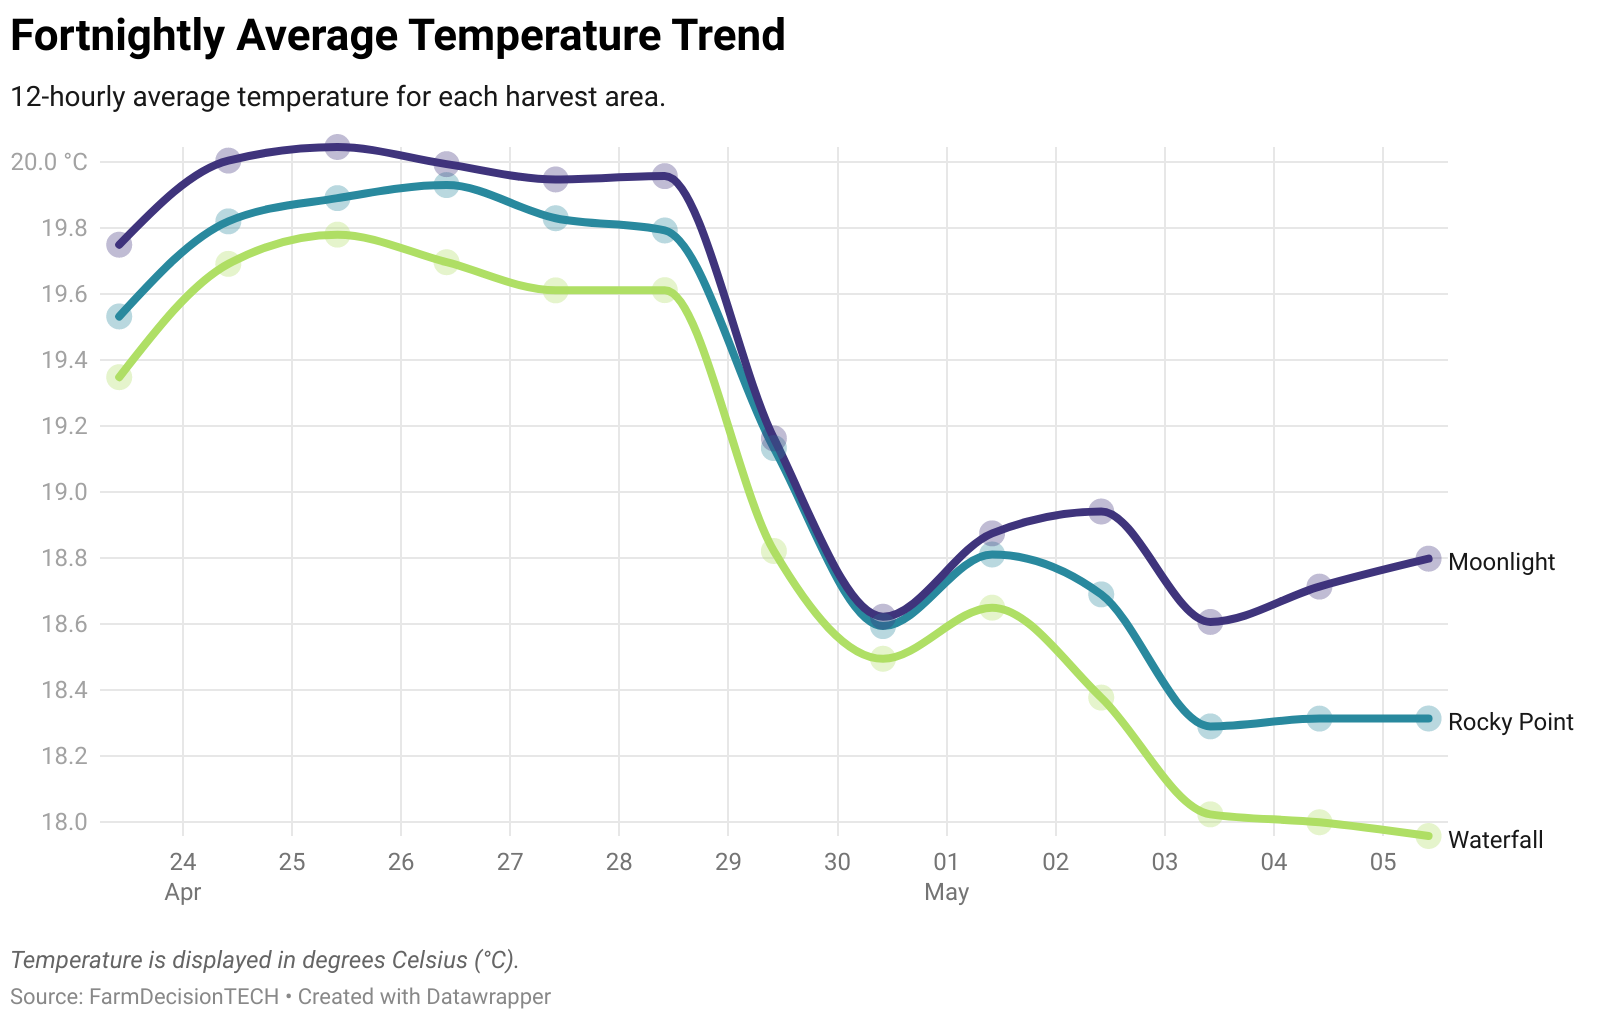 Fortnightly Average Temperature Trend
12-hourly average temperature for each harvest area.
20.0 °C
19.8
19.6
19.4
19.2
19.0
18.8
18.6
18.4
18.2
18.0
Moonlight
Rocky Point
Waterfall
24 25 26 27 28 29 30 01 02 03 04 05
Apr May
Temperature is displayed in degrees Celsius (°C).
Source: FarmDecisionTECH • Created with Datawrapper